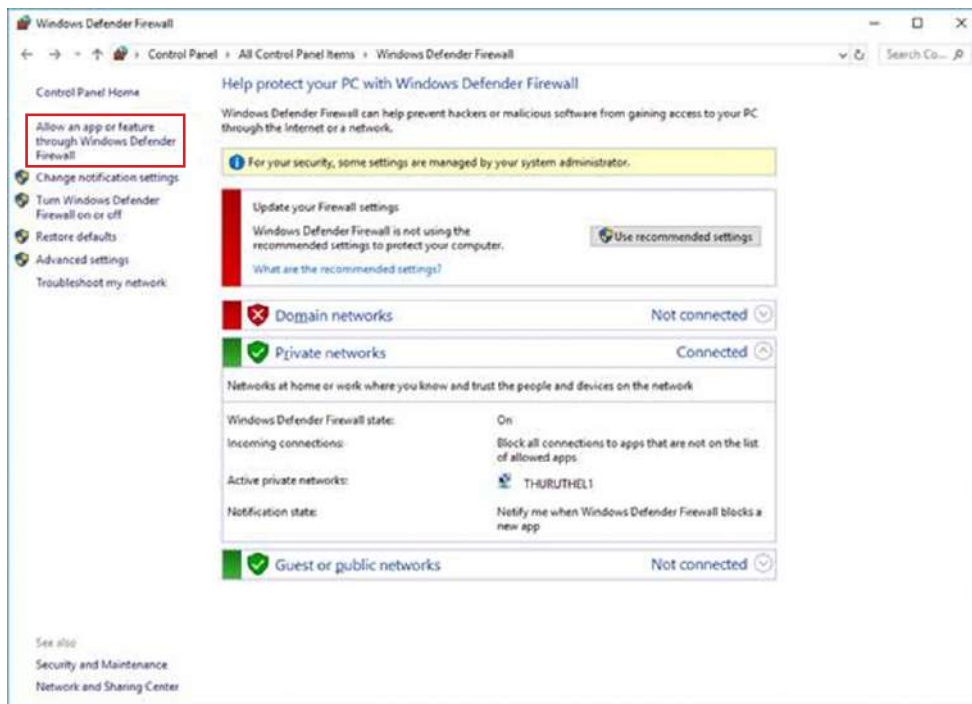 Windows Defender Firewall
Control Panel › All Control Panel Items › Windows Defender Firewall
Search Co...
Control Panel Home
Allow an app or feature
through Windows Defender
Firewall
Change notification settings
Turn Windows Defender
Firewall on or off
Restore defaults
Advanced settings
Troubleshoot my network
Help protect your PC with Windows Defender Firewall
Windows Defender Firewall can help prevent hackers or malicious software from gaining access to your PC
through the Internet or a network.
For your security, some settings are managed by your system administrator.
Update your Firewall settings
Windows Defender Firewall is not using the
recommended settings to protect your computer.
Use recommended settings
What are the recommended settings?
Domain networks Not connected
Private networks Connected
Networks at home or work where you know and trust the people and devices on the network
Windows Defender Firewall state: On
Incoming connections: Block all connections to apps that are not on the list
of allowed apps
Active private networks: THURUTHEL1
Notification state: Notify me when Windows Defender Firewall blocks a
new app
Guest or public networks Not connected
See also
Security and Maintenance
Network and Sharing Center